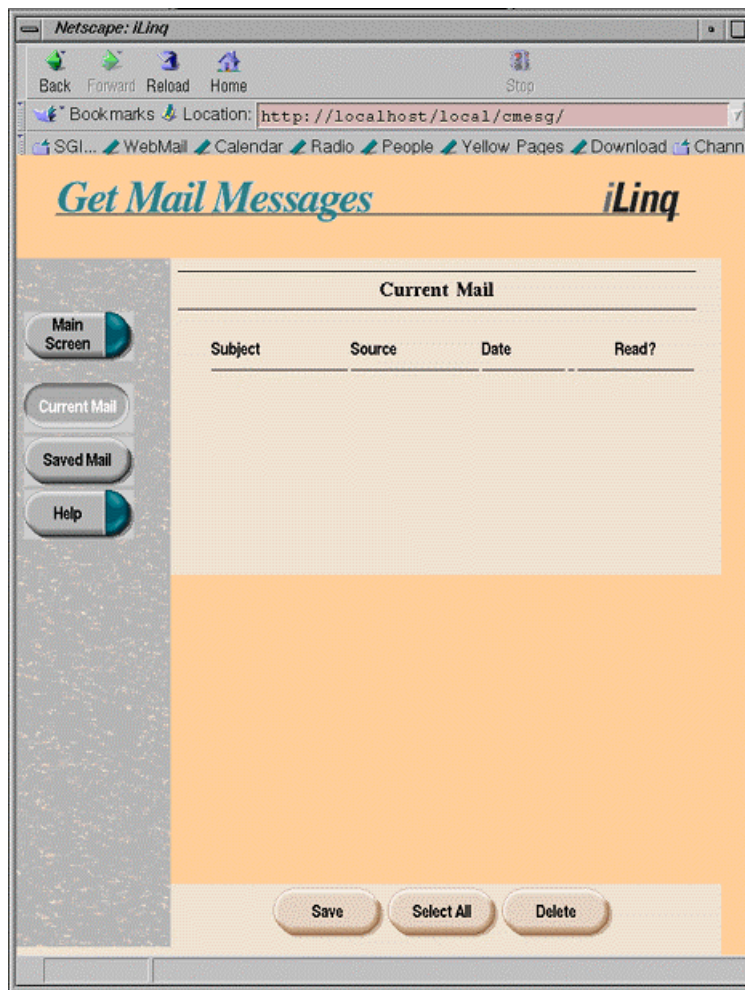 Netscape: iLinq
Back Forward Reload Home Stop
Bookmarks Location: http://localhost/local/cmesg/
SGI... WebMail Calendar Radio People Yellow Pages Download Chann
Get Mail Messages iLinq
Current Mail
Main
Screen
Subject Source Date Read?
Current Mail
Saved Mail
Help
Save Select All Delete